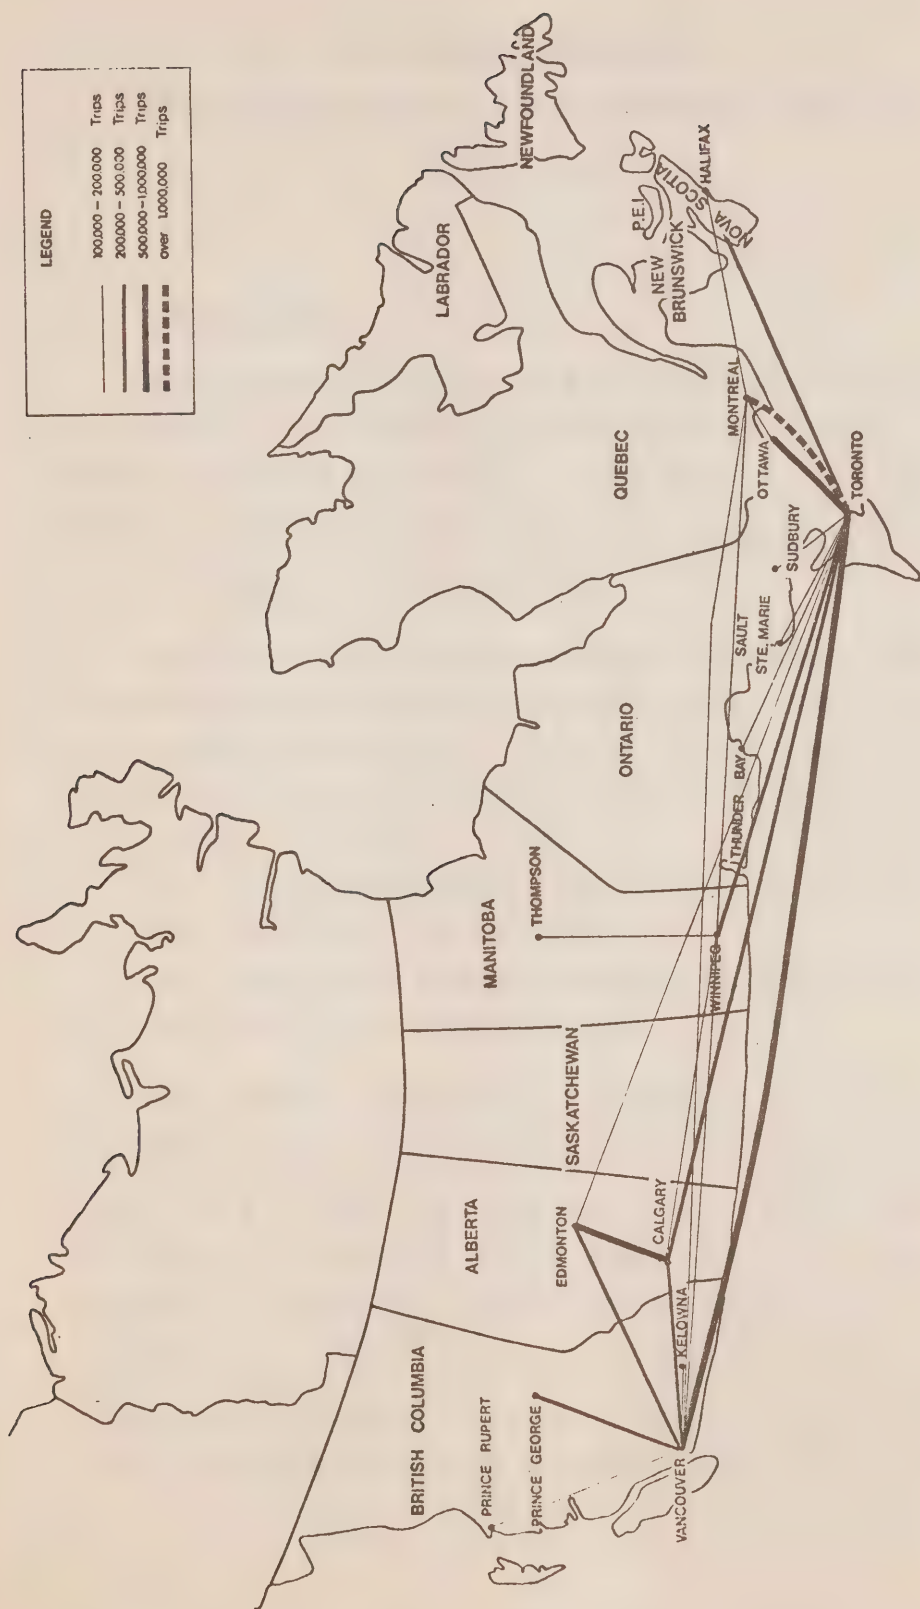 LEGEND
100,000 – 200,000 Trips
200,000 – 500,000 Trips
500,000–1,000,000 Trips
over 1,000,000 Trips
NEWFOUNDLAND
LABRADOR
P.E.I.
NOVA
SCOTIA
HALIFAX
NEW
BRUNSWICK
QUEBEC
MONTREAL
OTTAWA
TORONTO
SUDBURY
SAULT
STE. MARIE
ONTARIO
THUNDER BAY
MANITOBA
THOMPSON
WINNIPEG
SASKATCHEWAN
ALBERTA
EDMONTON
CALGARY
BRITISH COLUMBIA
PRINCE RUPERT
PRINCE GEORGE
KELOWNA
VANCOUVER